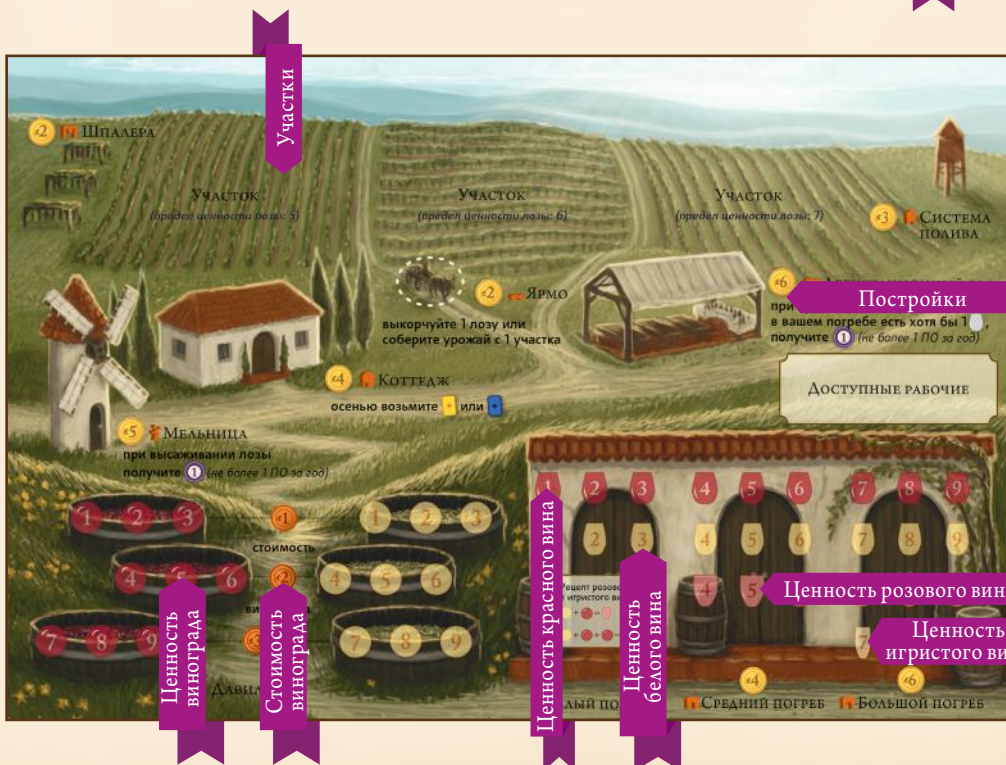 Участки
2 Шпалера
Участок
(предел ценности лозы: 5)
Участок
(предел ценности лозы: 6)
Участок
(предел ценности лозы: 7)
3 Система
полива
2 Ярмо
выкорчуйте 1 лозу или
соберите урожай с 1 участка
6
Постройки
при
в вашем погребе есть хотя бы 1 ,
получите 1 (не более 1 ПО за год)
4 Коттедж
осенью возьмите + или +
Доступные рабочие
5 Мельница
при высаживании лозы
получите 1 (не более 1 ПО за год)
1 2 3
1
1 2 3
стоимость
4 5 6
2
4 5 6
7 8 9
3
7 8 9
Ценность
винограда
Стоимость
винограда
1 2 3 4 5 6 7 8 9
2 3 4 5 6 7 8 9
4 5
7
Ценность красного вина
Ценность
белого вина
Ценность розового вин
Ценность
игристого ви
4 Средний погреб
6 Большой погреб